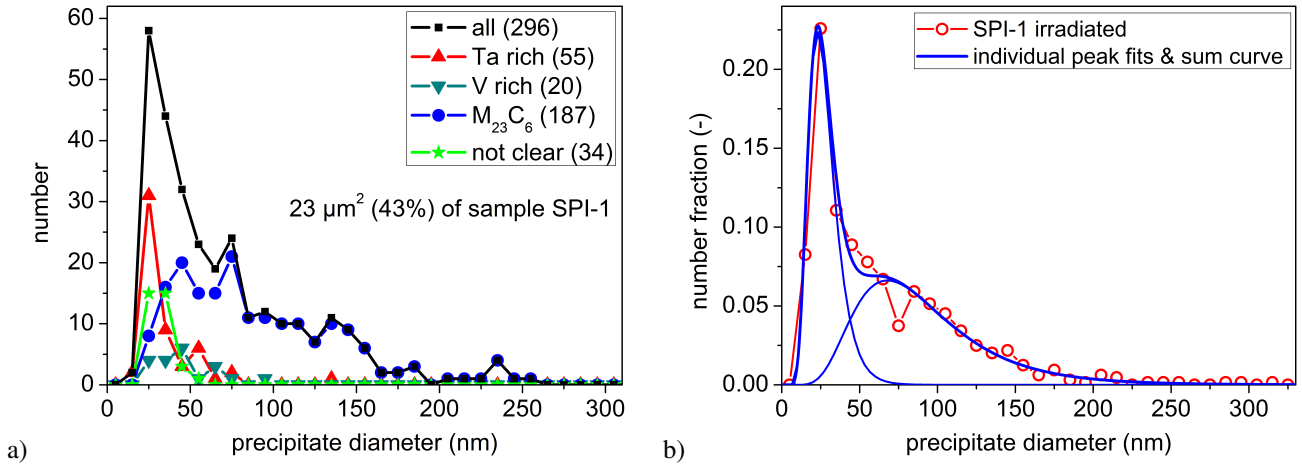 60
50
40
30
20
10
0
number
all (296)
Ta rich (55)
V rich (20)
M23C6 (187)
not clear (34)
23 µm2 (43%) of sample SPI-1
0 50 100 150 200 250 300
precipitate diameter (nm)
a)
0.20
0.15
0.10
0.05
0.00
number fraction (-)
SPI-1 irradiated
individual peak fits & sum curve
0 50 100 150 200 250 300
precipitate diameter (nm)
b)